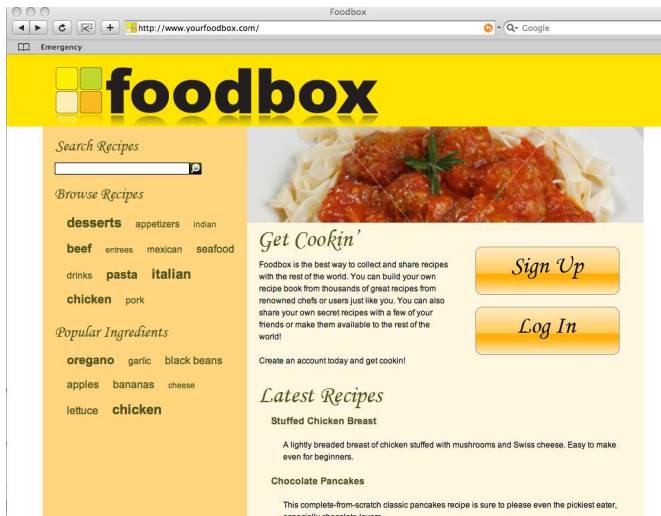 Foodbox
http://www.yourfoodbox.com/
Google
Emergency
foodbox
Search Recipes
Browse Recipes
desserts appetizers indian
beef entrees mexican seafood
drinks pasta italian
chicken pork
Popular Ingredients
oregano garlic black beans
apples bananas cheese
lettuce chicken
Get Cookin'
Foodbox is the best way to collect and share recipes
with the rest of the world. You can build your own
recipe book from thousands of great recipes from
renowned chefs or users just like you. You can also
share your own secret recipes with a few of your
friends or make them available to the rest of the
world!
Create an account today and get cookin!
Sign Up
Log In
Latest Recipes
Stuffed Chicken Breast
A lightly breaded breast of chicken stuffed with mushrooms and Swiss cheese. Easy to make
even for beginners.
Chocolate Pancakes
This complete-from-scratch classic pancakes recipe is sure to please even the pickiest eater,
especially chocolate lovers